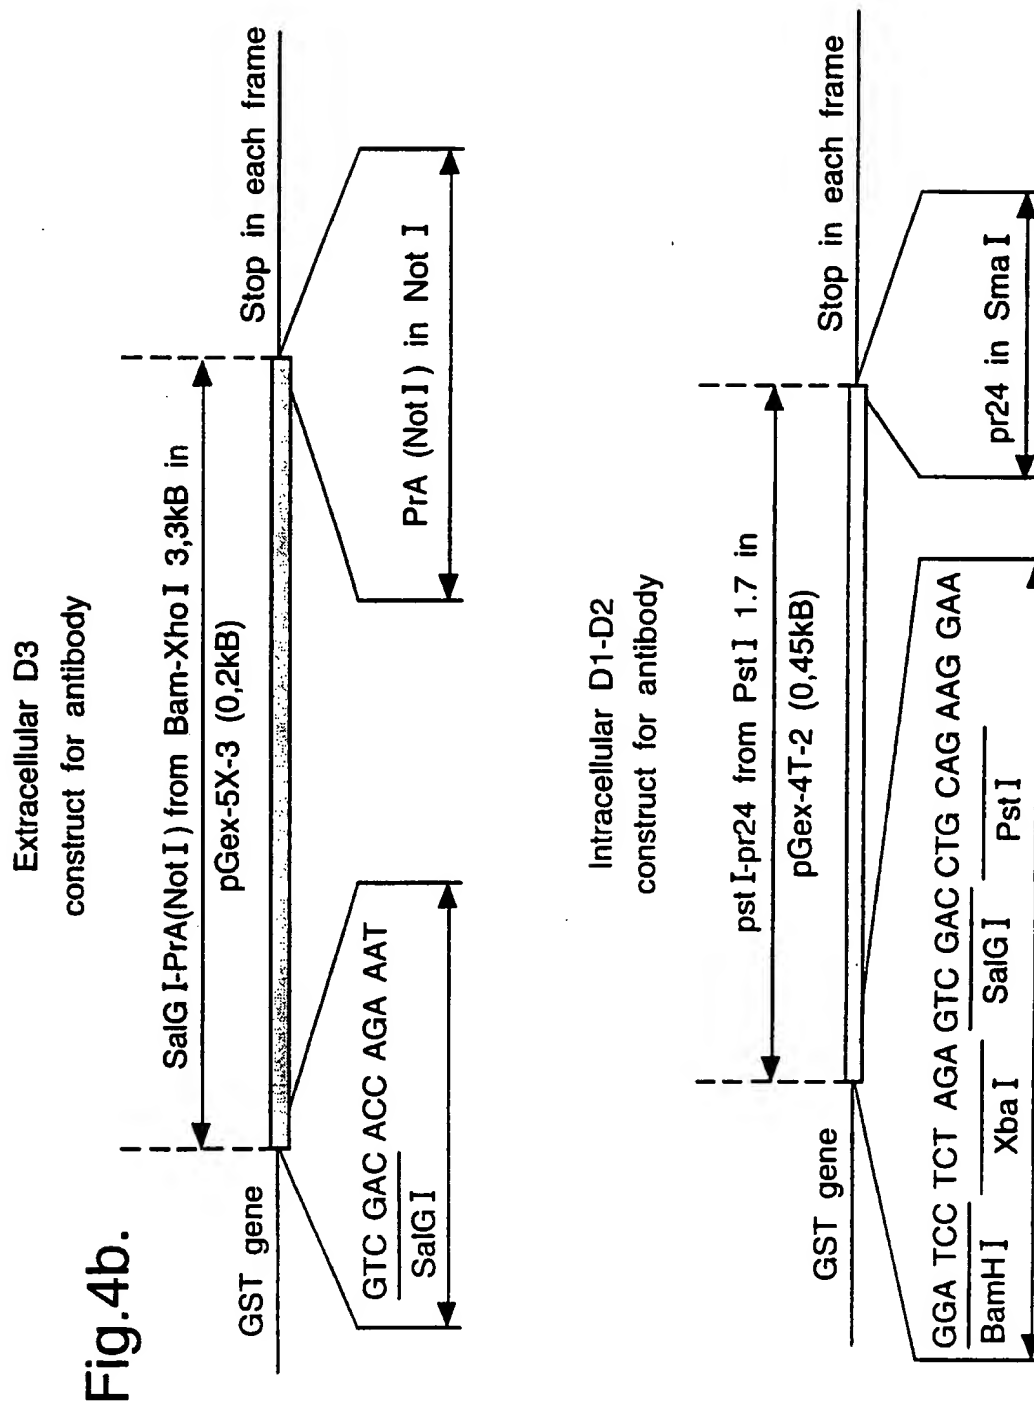 Fig.4b.
Extracellular D3
construct for antibody
SalG I-PrA(Not I) from Bam-Xho I 3,3kB in
pGex-5X-3 (0,2kB)
GST gene
Stop in each frame
GTC GAC ACC AGA AAT
SalG I
PrA (Not I) in Not I
Intracellular D1-D2
construct for antibody
pst I-pr24 from Pst I 1.7 in
pGex-4T-2 (0,45kB)
GST gene
Stop in each frame
GGA TCC TCT AGA GTC GAC CTG CAG AAG GAA
BamH I Xba I SalG I Pst I
pr24 in Sma I